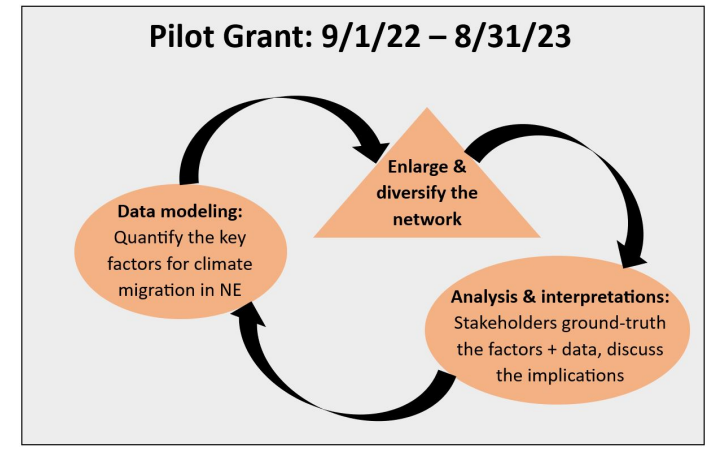 Pilot Grant: 9/1/22 – 8/31/23
Enlarge &
diversify the
network
Data modeling:
Quantify the key
factors for climate
migration in NE
Analysis & interpretations:
Stakeholders ground-truth
the factors + data, discuss
the implications